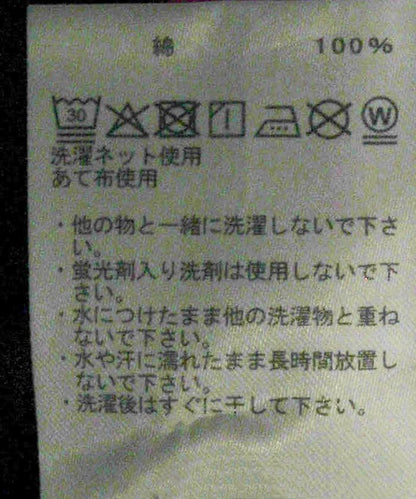 綿 100%
30 W
洗濯ネット使用
あて布使用
・他の物と一緒に洗濯しないで下さ
い。
・蛍光剤入り洗剤は使用しないで下
さい。
・水につけたまま他の洗濯物と重ね
ないで下さい。
・水や汗に濡れたまま長時間放置し
ないで下さい。
・洗濯後はすぐに干して下さい。